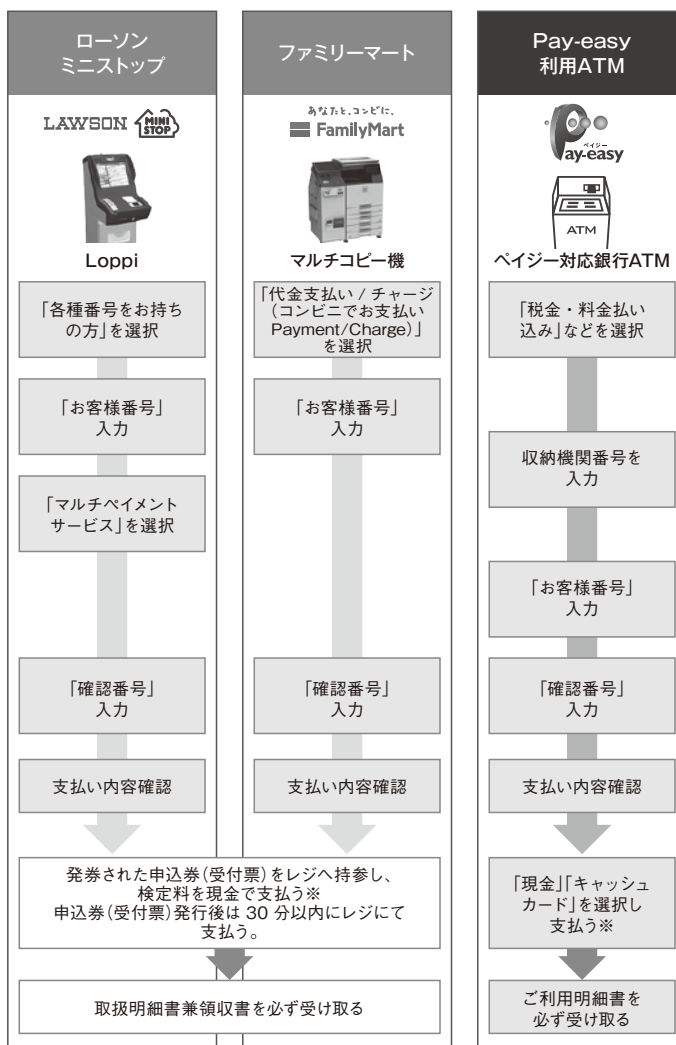 ローソン
ミニストップ
LAWSON
MINI
STOP
Loppi
「各種番号をお持ち
の方」を選択
「お客様番号」
入力
「マルチペイメント
サービス」を選択
「確認番号」
入力
支払い内容確認
ファミリーマート
あなたと、コンビに、
FamilyMart
マルチコピー機
「代金支払い / チャージ
（コンビニでお支払い
Payment/Charge）」
を選択
「お客様番号」
入力
「確認番号」
入力
支払い内容確認
発券された申込券（受付票）をレジへ持参し、
検定料を現金で支払う※
申込券（受付票）発行後は 30 分以内にレジにて
支払う。
取扱明細書兼領収書を必ず受け取る
Pay-easy
利用ATM
ペイジー
Pay-easy
ATM
ペイジー対応銀行ATM
「税金・料金払い
込み」などを選択
収納機関番号を
入力
「お客様番号」
入力
「確認番号」
入力
支払い内容確認
「現金」「キャッシュ
カード」を選択し
支払う※
ご利用明細書を
必ず受け取る